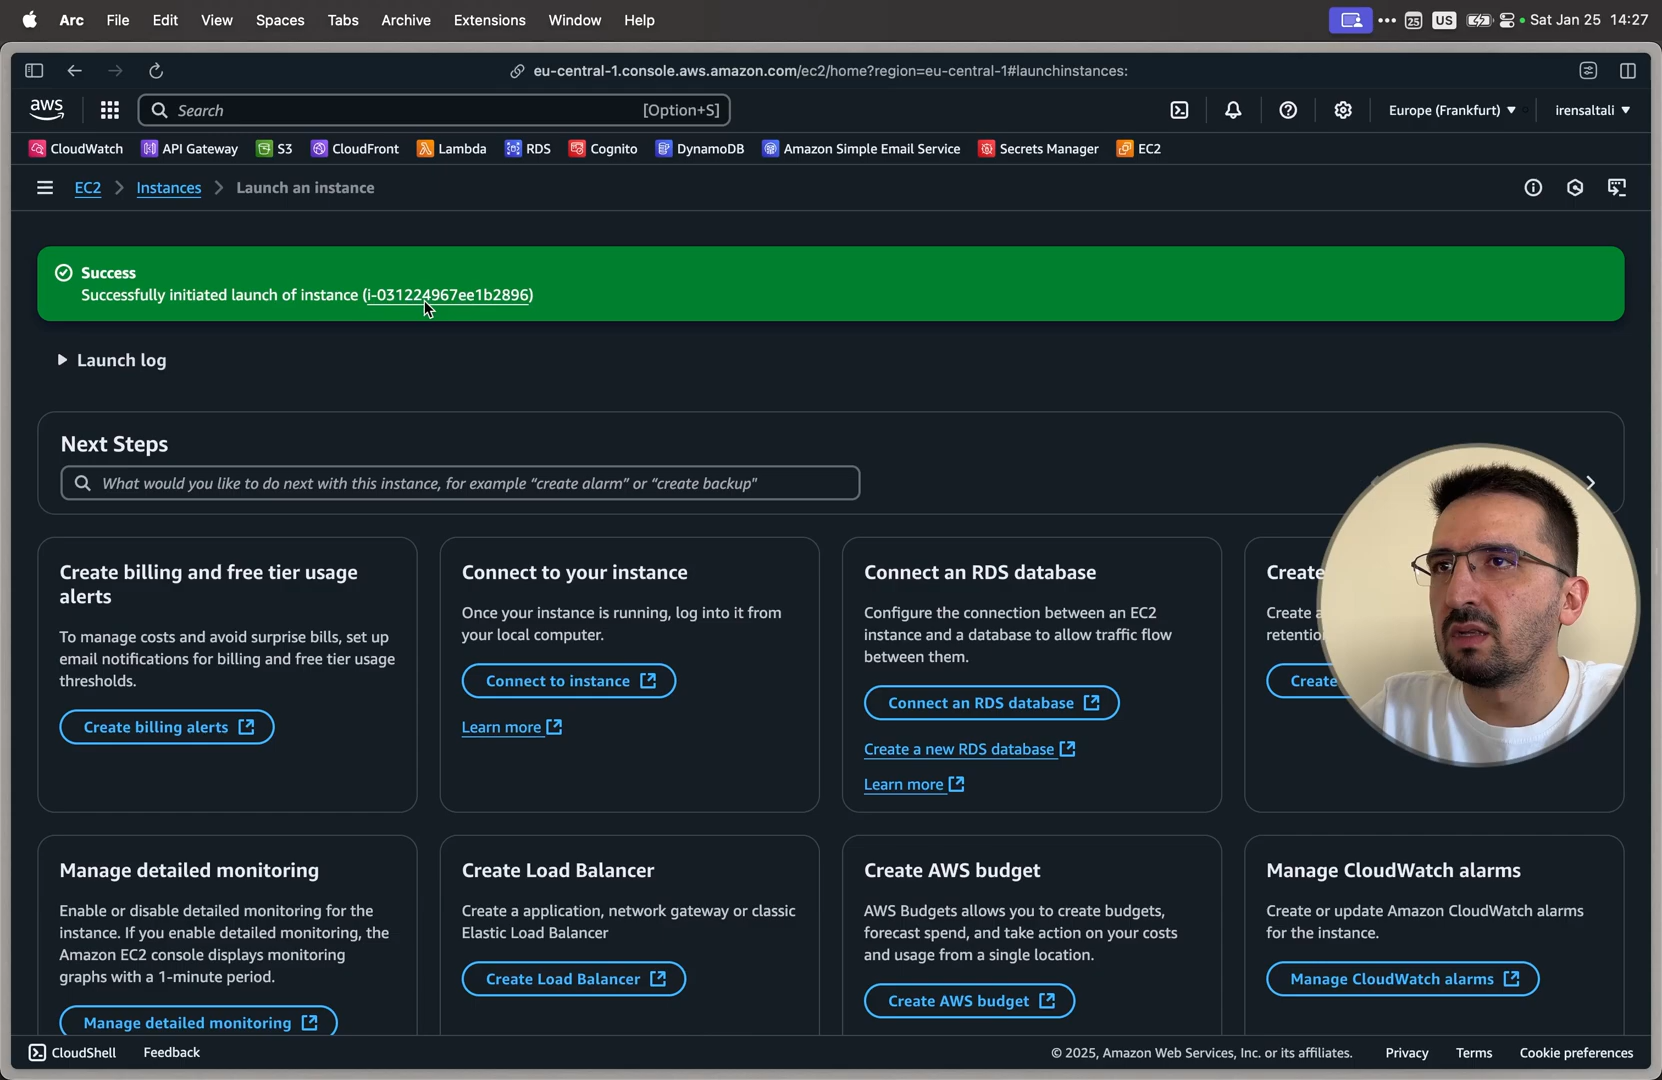 Arc File Edit View Spaces Tabs Archive Extensions Window Help 25 US Sat Jan 25 14:27
eu-central-1.console.aws.amazon.com/ec2/home?region=eu-central-1#launchinstances:
aws Search [Option+S] Europe (Frankfurt) irensaltali
CloudWatch API Gateway S3 CloudFront Lambda RDS Cognito DynamoDB Amazon Simple Email Service Secrets Manager EC2
EC2 Instances Launch an instance
Success
Successfully initiated launch of instance (i-031224967ee1b2896)
Launch log
Next Steps
What would you like to do next with this instance, for example “create alarm” or “create backup”
Create billing and free tier usage
alerts
To manage costs and avoid surprise bills, set up
email notifications for billing and free tier usage
thresholds.
Create billing alerts
Connect to your instance
Once your instance is running, log into it from
your local computer.
Connect to instance
Learn more
Connect an RDS database
Configure the connection between an EC2
instance and a database to allow traffic flow
between them.
Connect an RDS database
Create a new RDS database
Learn more
Create
Create
Create
Manage detailed monitoring
Enable or disable detailed monitoring for the
instance. If you enable detailed monitoring, the
Amazon EC2 console displays monitoring
graphs with a 1-minute period.
Manage detailed monitoring
Create Load Balancer
Create a application, network gateway or classic
Elastic Load Balancer
Create Load Balancer
Create AWS budget
AWS Budgets allows you to create budgets,
forecast spend, and take action on your costs
and usage from a single location.
Create AWS budget
Manage CloudWatch alarms
Create or update Amazon CloudWatch alarms
for the instance.
Manage CloudWatch alarms
CloudShell Feedback © 2025, Amazon Web Services, Inc. or its affiliates. Privacy Terms Cookie preferences